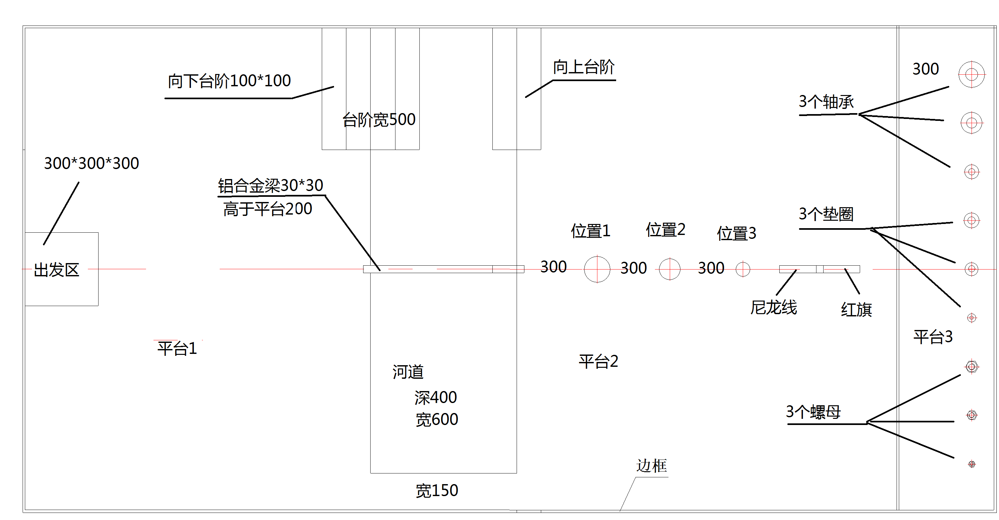 向上台阶
300
向下台阶100*100
3个轴承
台阶宽500
300*300*300
铝合金梁30*30
高于平台200
3个垫圈
位置1
位置2
位置3
出发区
300
300
300
尼龙线
红旗
平台3
平台1
平台2
河道
深400
3个螺母
宽600
边框
宽150